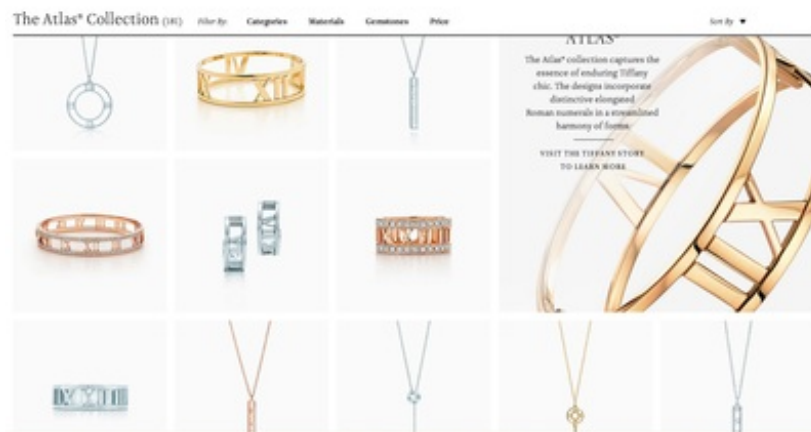 The Atlas® Collection (181) Filter By: Categories Materials Gemstones Price Sort By ▼
ATLAS®
The Atlas® collection captures the
essence of enduring Tiffany
chic. The designs incorporate
distinctive elongated
Roman numerals in a streamlined
harmony of forms.
VISIT THE TIFFANY STORY
TO LEARN MORE